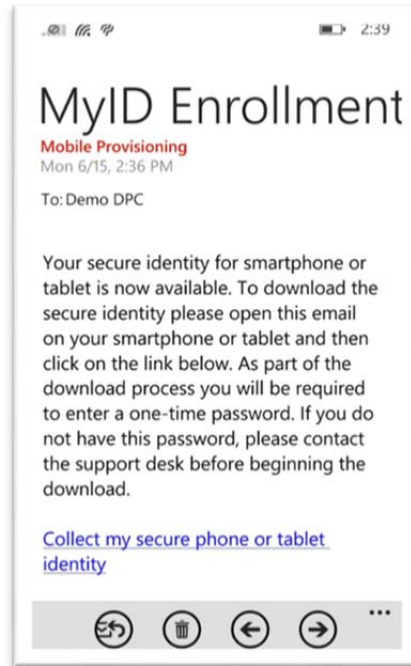 2:39
MyID Enrollment
Mobile Provisioning
Mon 6/15, 2:36 PM
To: Demo DPC
Your secure identity for smartphone or
tablet is now available. To download the
secure identity please open this email
on your smartphone or tablet and then
click on the link below. As part of the
download process you will be required
to enter a one-time password. If you do
not have this password, please contact
the support desk before beginning the
download.
Collect my secure phone or tablet
identity